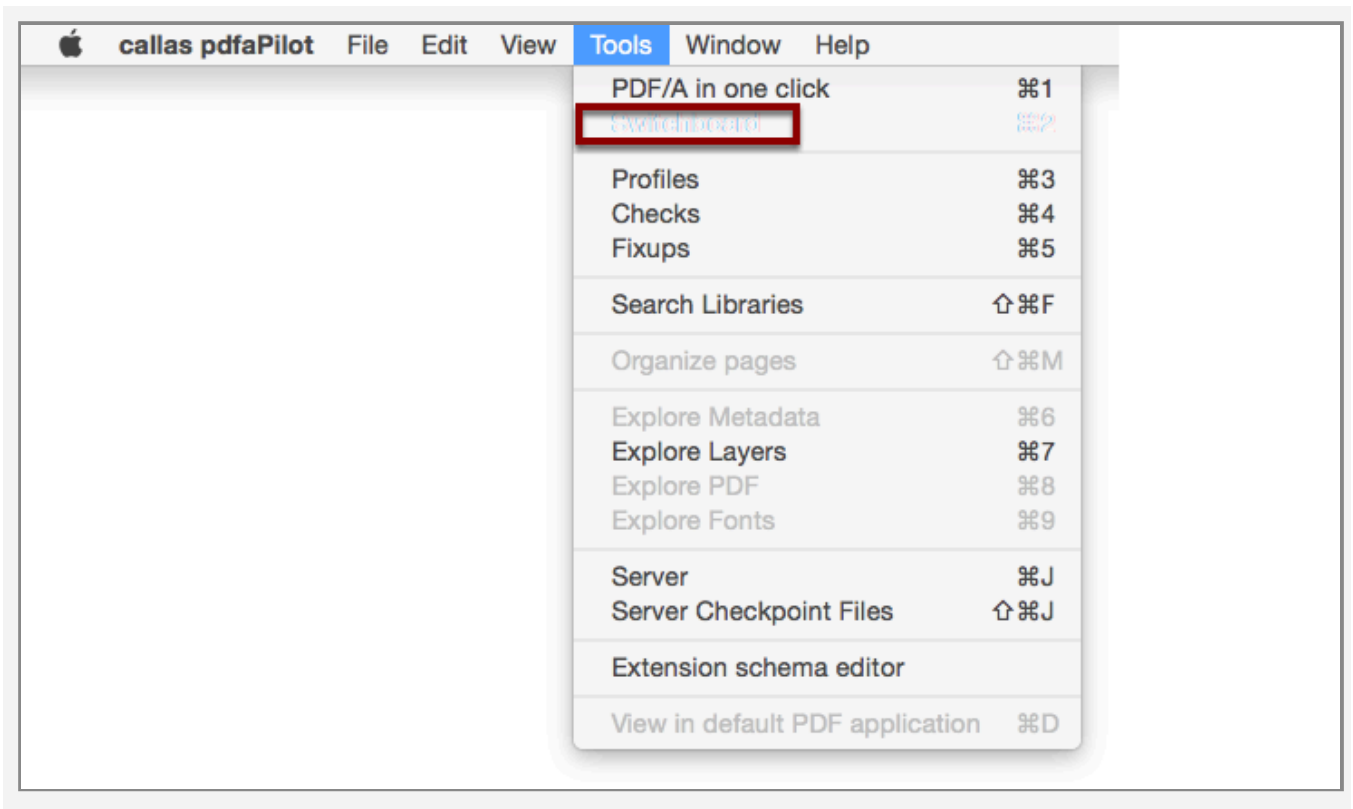 callas pdfaPilot File Edit View Tools Window Help
PDF/A in one click ⌘1
Switchboard ⌘2
Profiles ⌘3
Checks ⌘4
Fixups ⌘5
Search Libraries ⇧⌘F
Organize pages ⇧⌘M
Explore Metadata ⌘6
Explore Layers ⌘7
Explore PDF ⌘8
Explore Fonts ⌘9
Server ⌘J
Server Checkpoint Files ⇧⌘J
Extension schema editor
View in default PDF application ⌘D